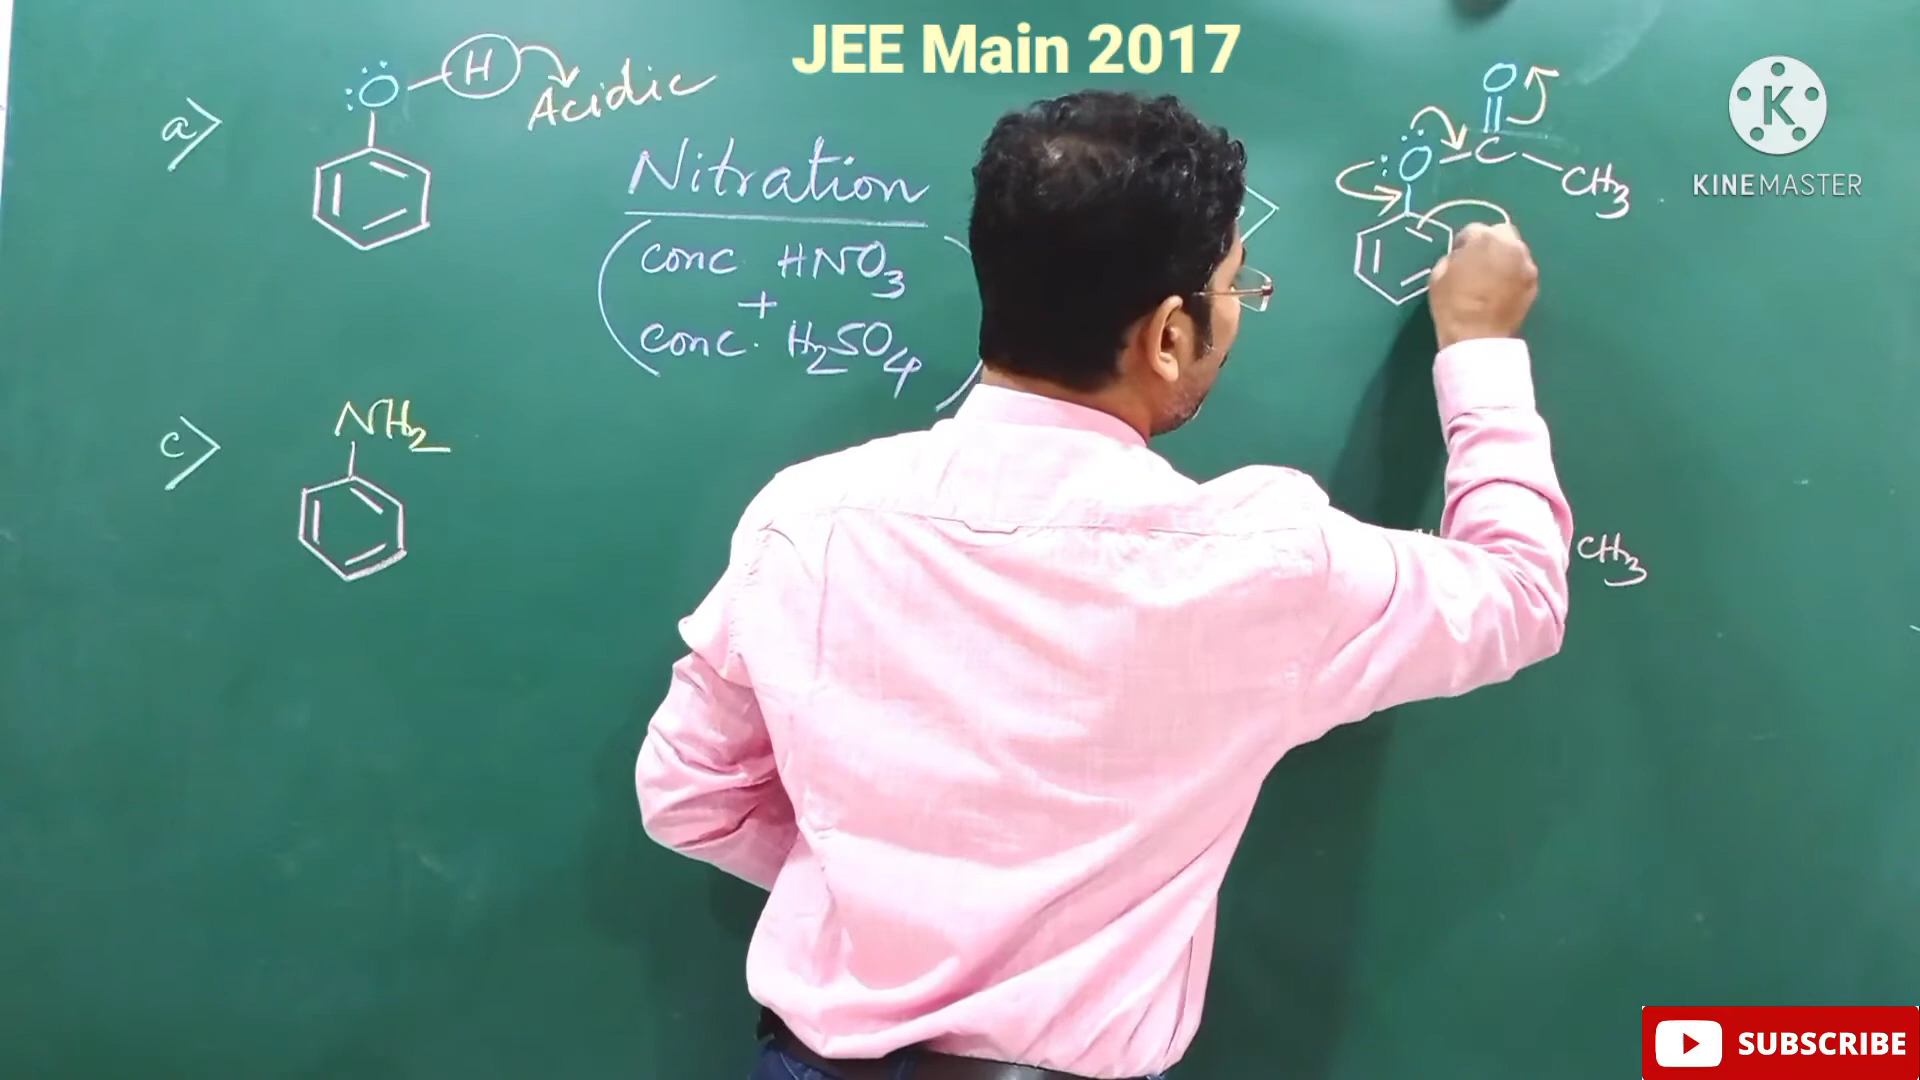 JEE Main 2017
a> :O—H Acidic
Nitration
conc HNO3
+
conc. H2SO4
O
:O—C
CH3
K
KINEMASTER
c> NH2
CH3
SUBSCRIBE